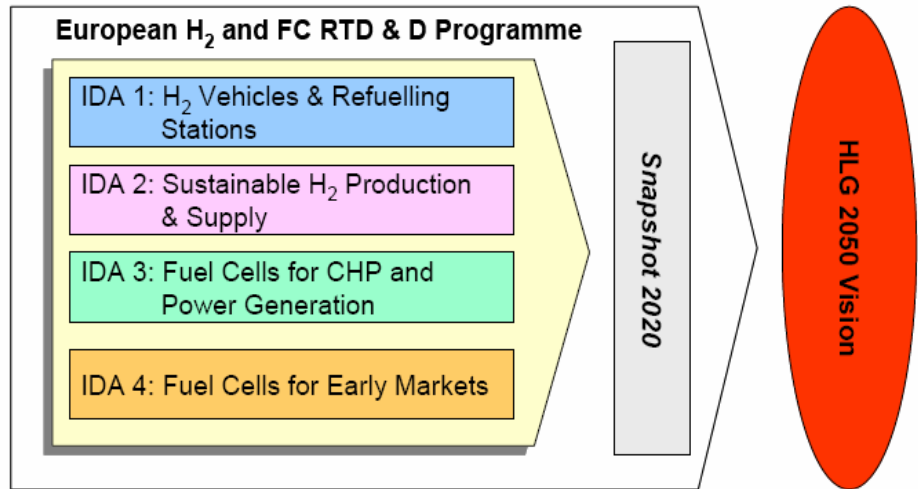 European H₂ and FC RTD & D Programme
IDA 1: H₂ Vehicles & Refuelling
Stations
IDA 2: Sustainable H₂ Production
& Supply
IDA 3: Fuel Cells for CHP and
Power Generation
IDA 4: Fuel Cells for Early Markets
Snapshot 2020
HLG 2050 Vision